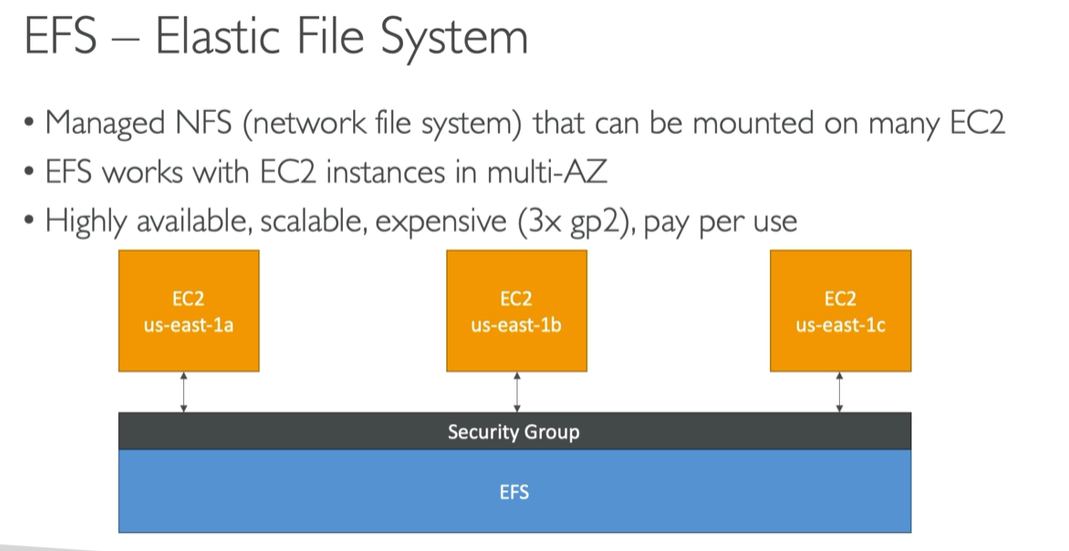 EFS – Elastic File System
• Managed NFS (network file system) that can be mounted on many EC2
• EFS works with EC2 instances in multi-AZ
• Highly available, scalable, expensive (3x gp2), pay per use
EC2
us-east-1a
EC2
us-east-1b
EC2
us-east-1c
Security Group
EFS